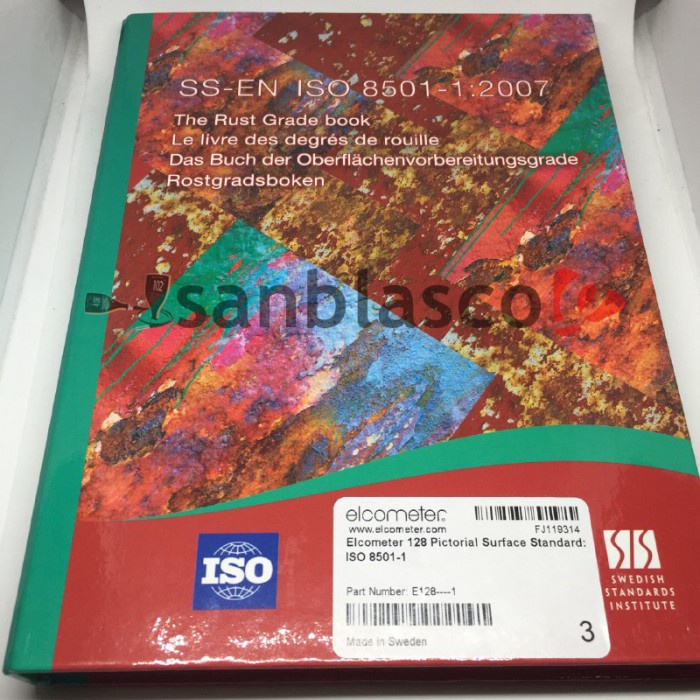 SS-EN ISO 8501-1:2007
The Rust Grade book
Le livre des degrés de rouille
Das Buch der Oberflächenvorbereitungsgrade
Rostgradsboken
102
sanblasco
elcometer
www.elcometer.com
FJ119314
Elcometer 128 Pictorial Surface Standard:
ISO 8501-1
Part Number: E128----1
Made in Sweden
3
ISO
SIS
SWEDISH
STANDARDS
INSTITUTE